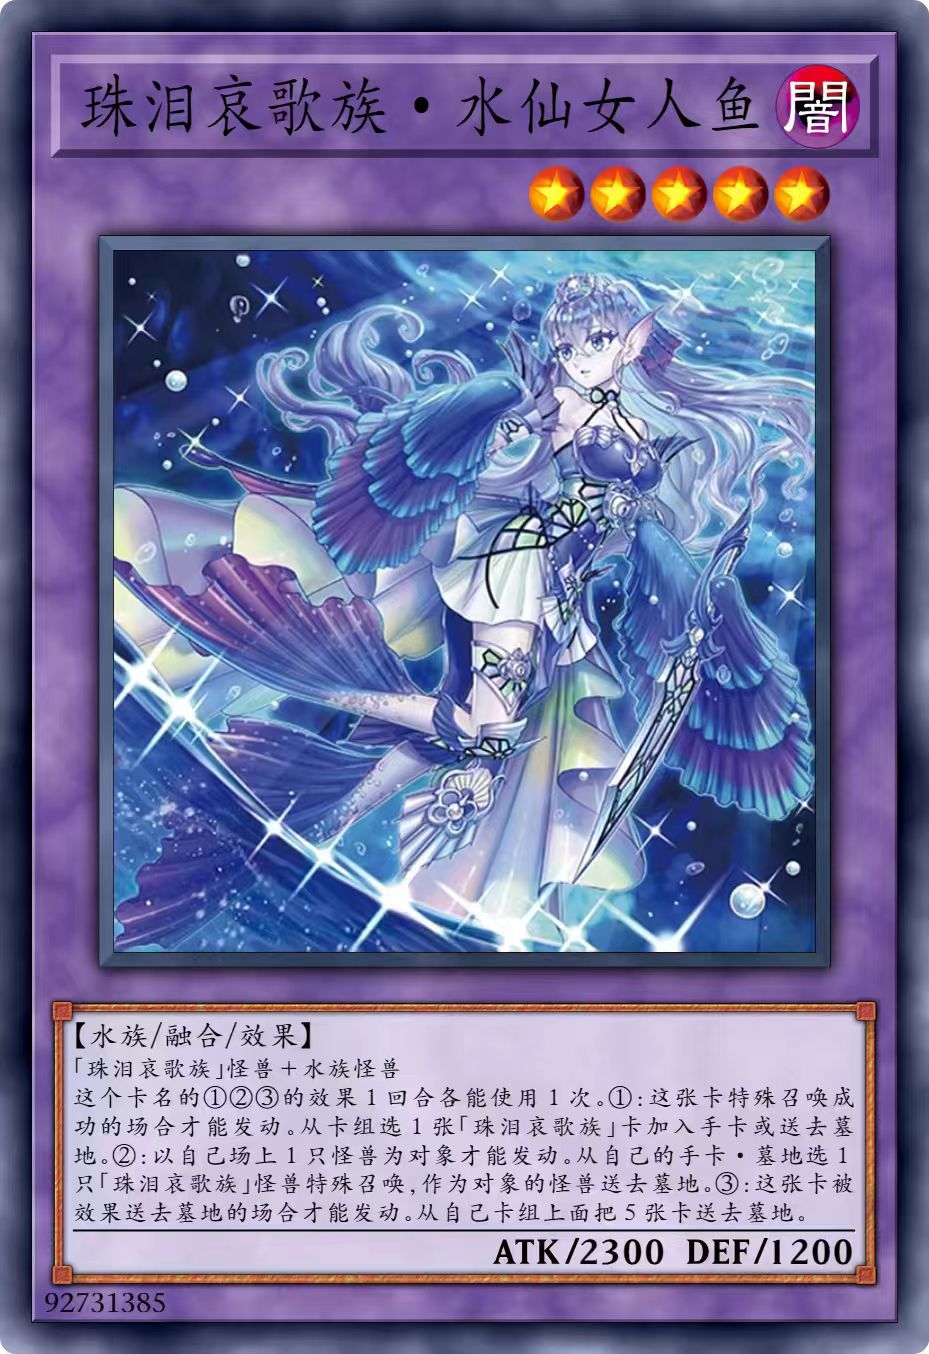 珠泪哀歌族・水仙女人鱼
闇
【水族/融合/效果】
「珠泪哀歌族」怪兽＋水族怪兽
这个卡名的①②③的效果1回合各能使用1次。①：这张卡特殊召唤成
功的场合才能发动。从卡组选1张「珠泪哀歌族」卡加入手卡或送去墓
地。②：以自己场上1只怪兽为对象才能发动。从自己的手卡・墓地选1
只「珠泪哀歌族」怪兽特殊召唤，作为对象的怪兽送去墓地。③：这张卡被
效果送去墓地的场合才能发动。从自己卡组上面把5张卡送去墓地。
ATK/2300 DEF/1200
92731385